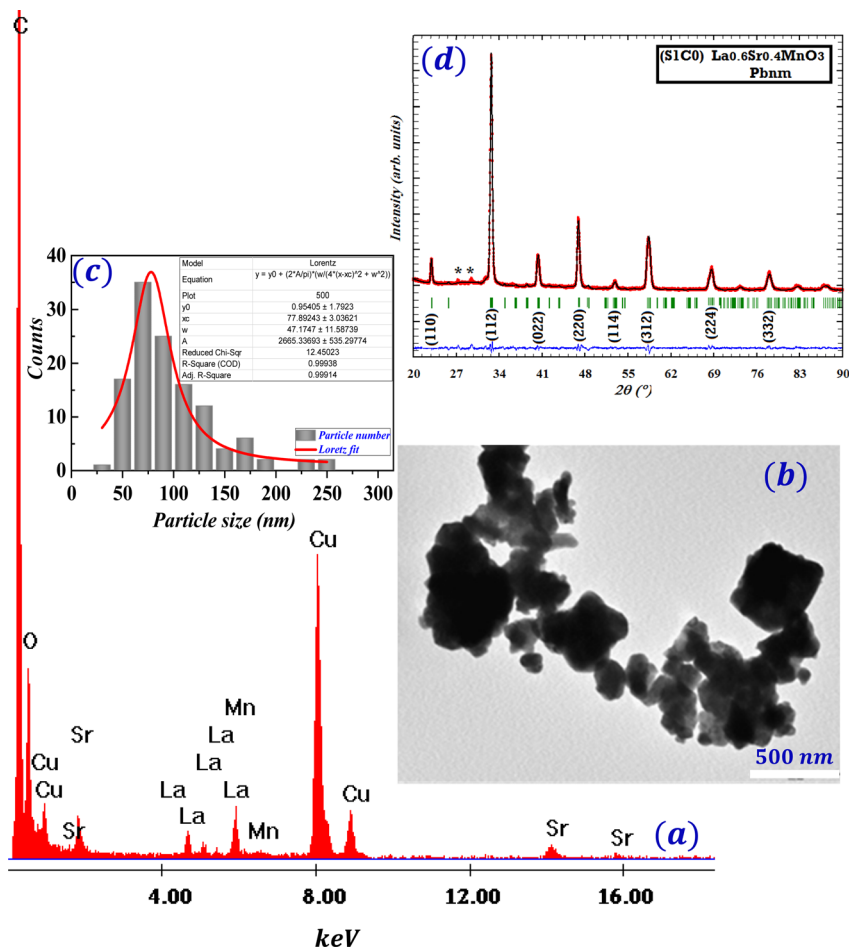 C
(d)
(S1C0) La0.6Sr0.4MnO3
Pbnm
Intensity (arb. units)
* *
20 27 34 41 48 55 62 69 76 83 90
(110) (112) (022) (220) (114) (312) (224) (332)
2θ (°)
(c)
Model Lorentz
Equation y = y0 + (2*A/pi)*(w/(4*(x-xc)^2 + w^2))
Plot 500
y0 0.95405 ± 1.7923
xc 77.89243 ± 3.03621
w 47.1747 ± 11.58739
A 2665.33693 ± 535.29774
Reduced Chi-Sqr 12.45023
R-Square (COD) 0.99938
Adj. R-Square 0.99914
Counts
40
30
20
10
0
Particle number
Loretz fit
0 50 100 150 200 250 300
Particle size (nm)
(b)
500 nm
Cu
O
Mn
Sr
La
Cu
La
La La
Cu
La
Cu
Sr
Mn
Sr
Sr
(a)
4.00 8.00 12.00 16.00
keV